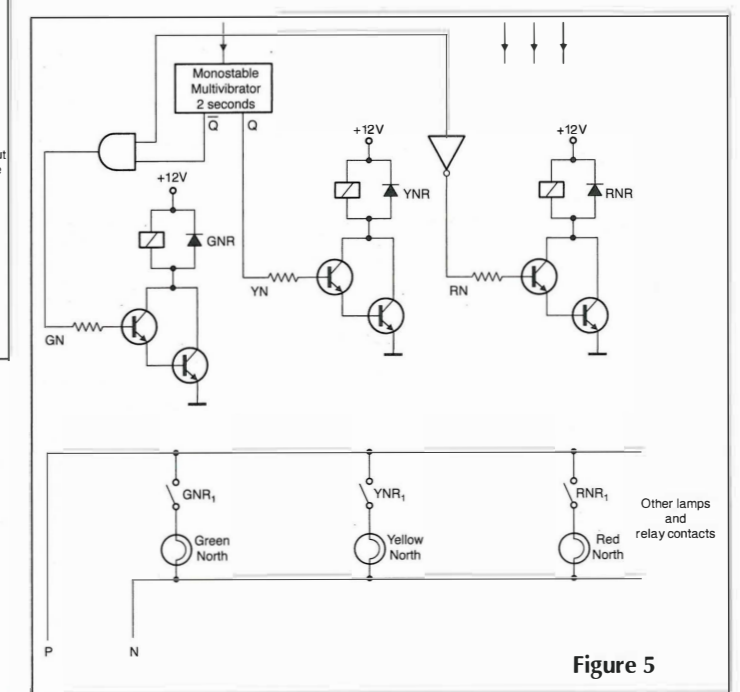 Monostable
Multivibrator
2 seconds
Q̅ Q
+12V
+12V
+12V
YNR
RNR
GNR
YN
RN
GN
GNR₁
YNR₁
RNR₁
Other lamps
and
relay contacts
Green
North
Yellow
North
Red
North
P
N
Figure 5